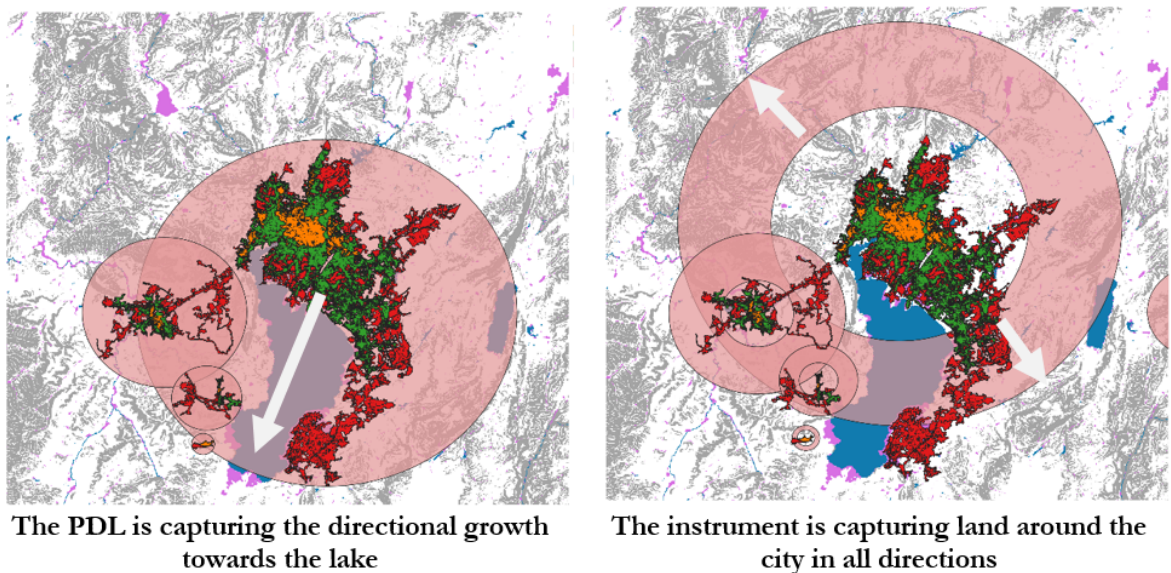 The PDL is capturing the directional growth
towards the lake
The instrument is capturing land around the
city in all directions